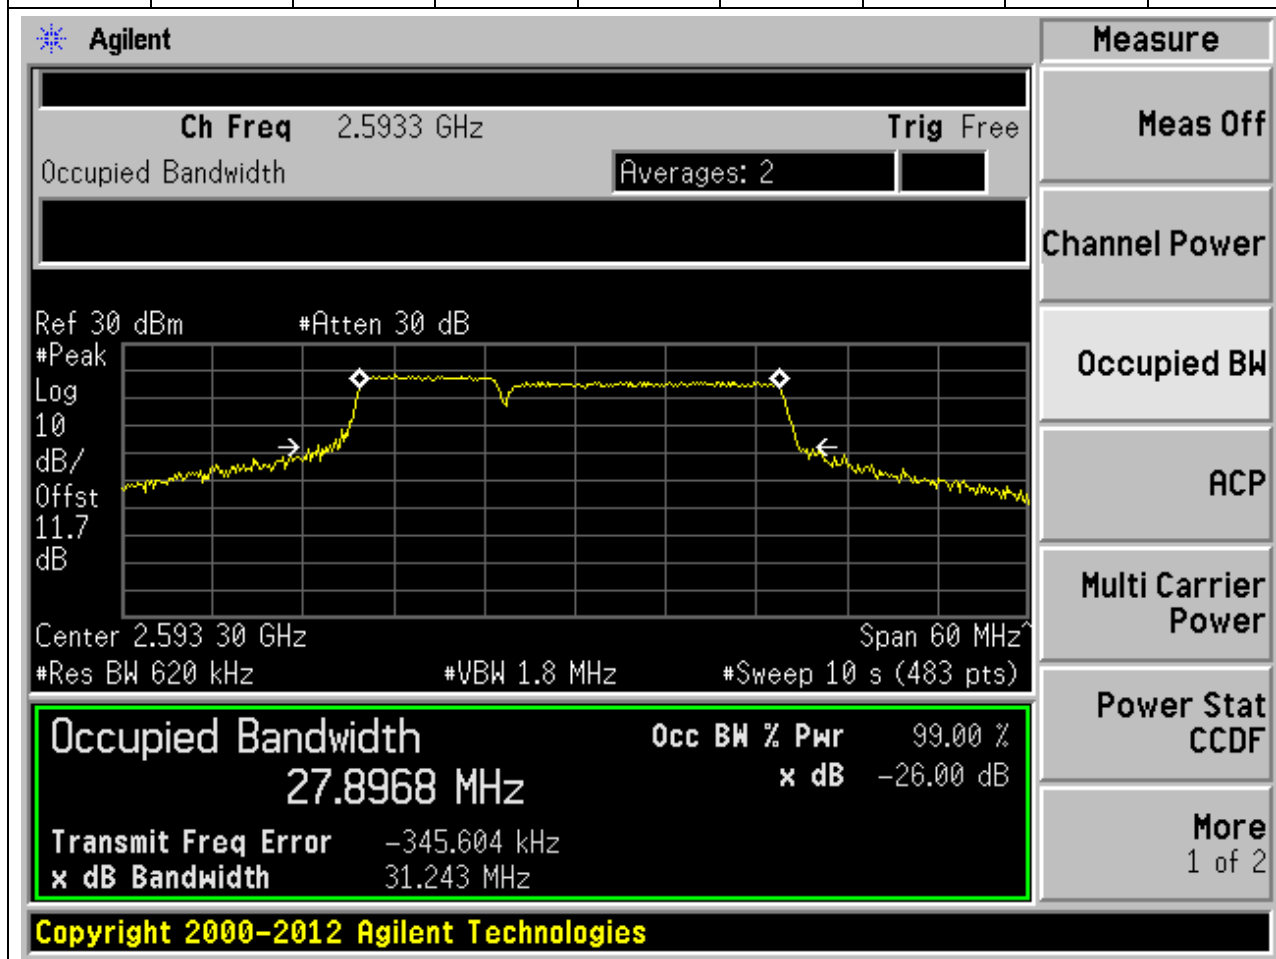 Agilent
Measure
Ch Freq 2.5933 GHz Trig Free
Meas Off
Occupied Bandwidth Averages: 2
Channel Power
Ref 30 dBm #Atten 30 dB
#Peak
Log
10
dB/
Offst
11.7
dB
Occupied BW
ACP
Center 2.593 30 GHz Span 60 MHz^
#Res BW 620 kHz #VBW 1.8 MHz #Sweep 10 s (483 pts)
Multi Carrier
Power
Occupied Bandwidth Occ BW % Pwr 99.00 %
27.8968 MHz x dB -26.00 dB
Transmit Freq Error -345.604 kHz
x dB Bandwidth 31.243 MHz
Power Stat
CCDF
More
1 of 2
Copyright 2000-2012 Agilent Technologies